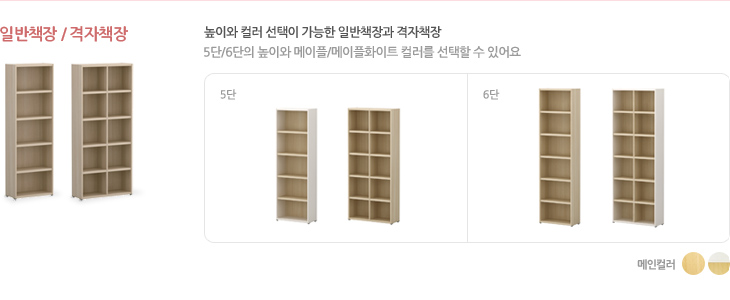 일반책장 / 격자책장
높이와 컬러 선택이 가능한 일반책장과 격자책장
5단/6단의 높이와 메이플/메이플화이트 컬러를 선택할 수 있어요
5단
6단
메인컬러